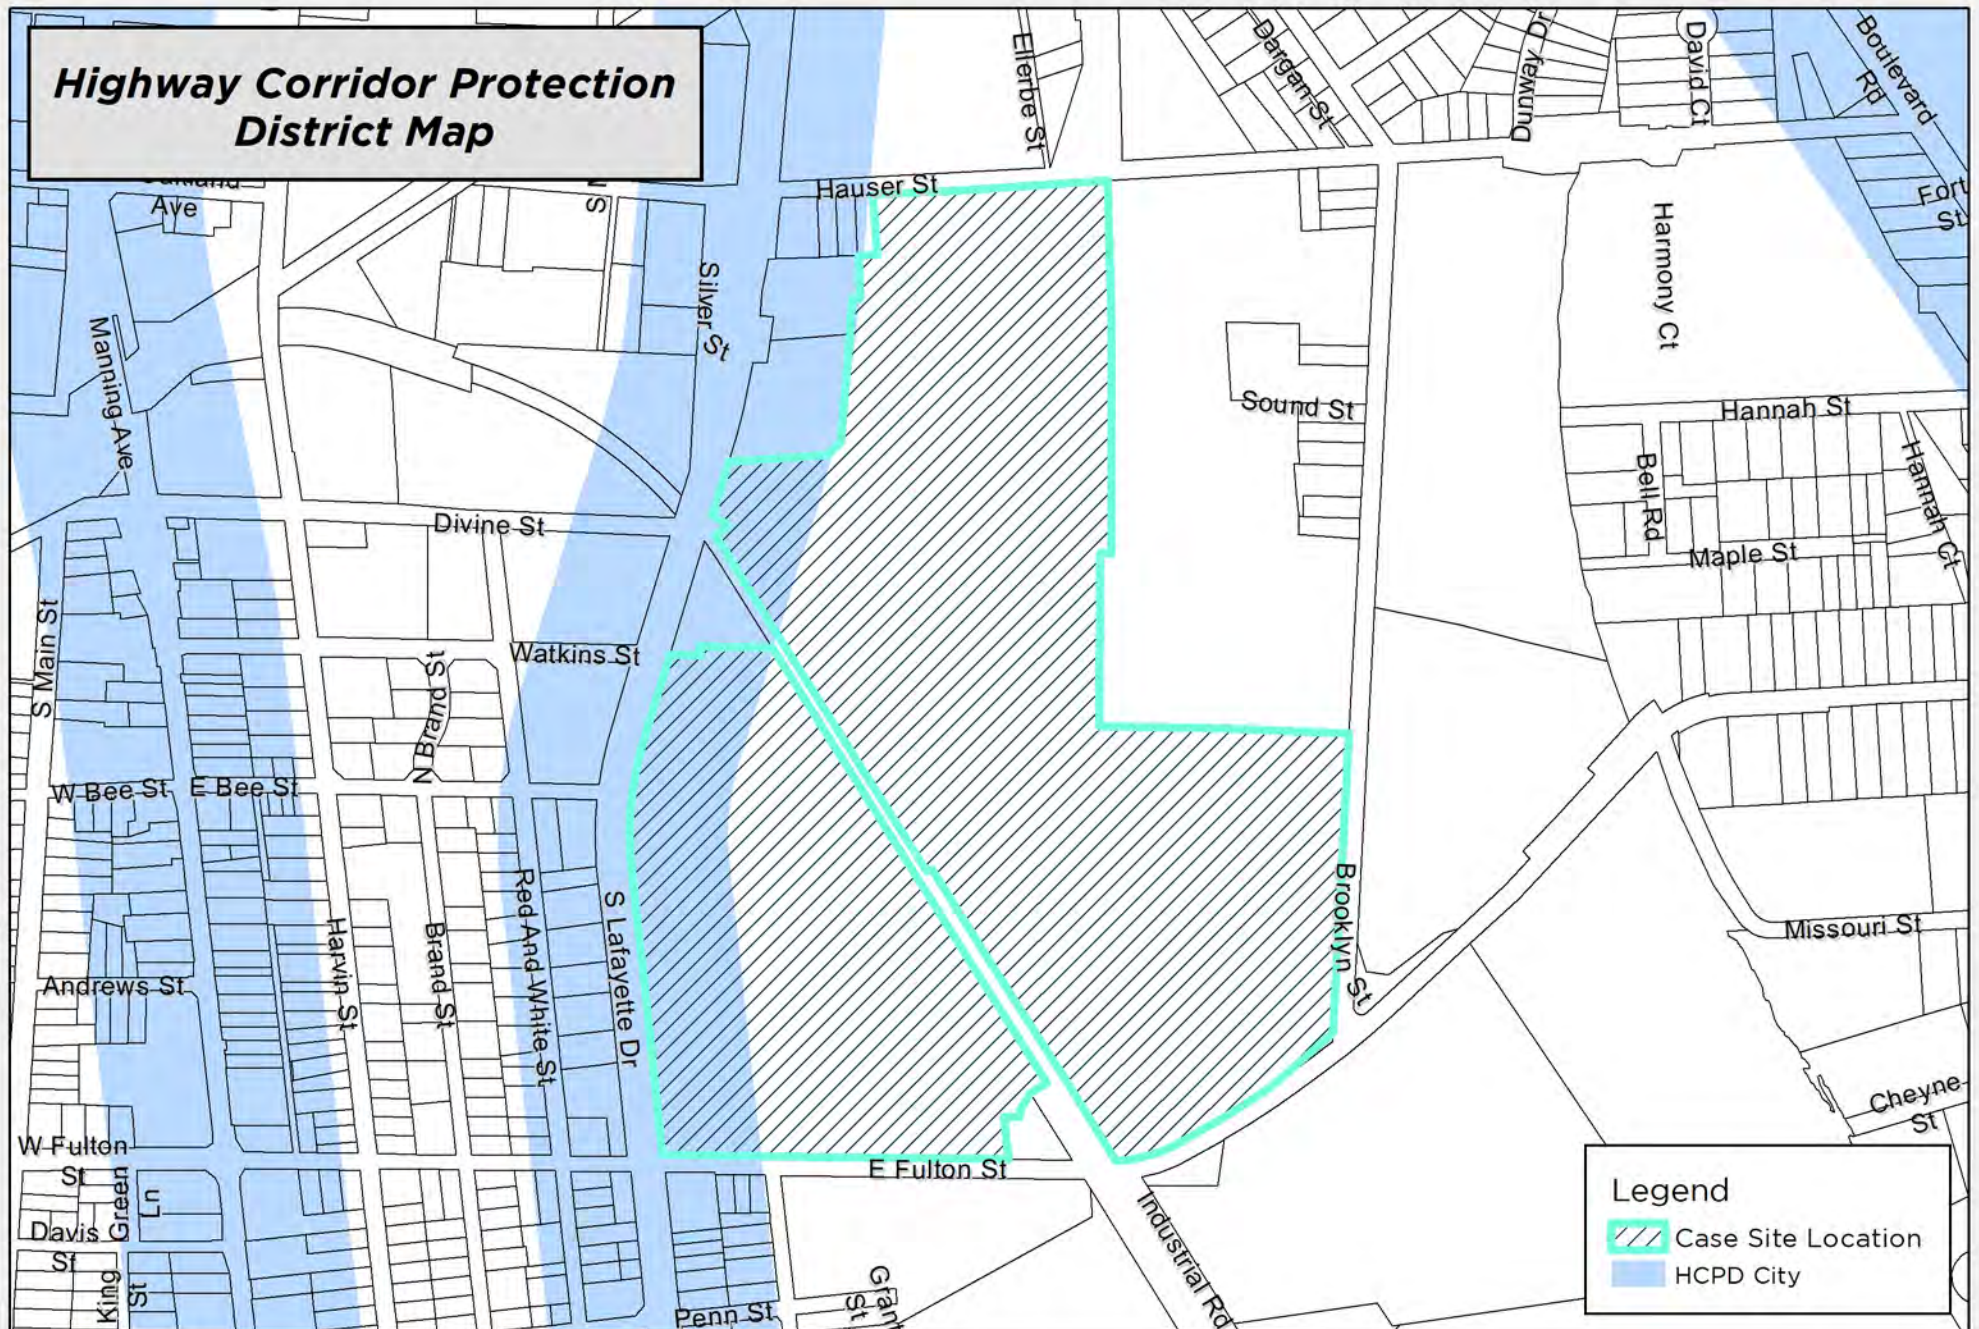 Highway Corridor Protection
District Map
Ellerbe St
Dargan St
Dunway Dr
David Ct
Boulevard
Rd
Ave
S
Hauser St
Fort
St
Harmony Ct
Silver St
Manning Ave
Sound St
Hannah St
Hannah Ct
Bell Rd
Divine St
Maple St
S Main St
Watkins St
N Brand St
W Bee St
E Bee St
Red And White St
S Lafayette Dr
Brooklyn St
Harvin St
Brand St
Missouri St
Andrews St
Cheyne
St
W Fulton
St
E Fulton St
Green
Ln
Davis
St
King
St
Industrial Rd
Grant
St
Penn St
Legend
Case Site Location
HCPD City